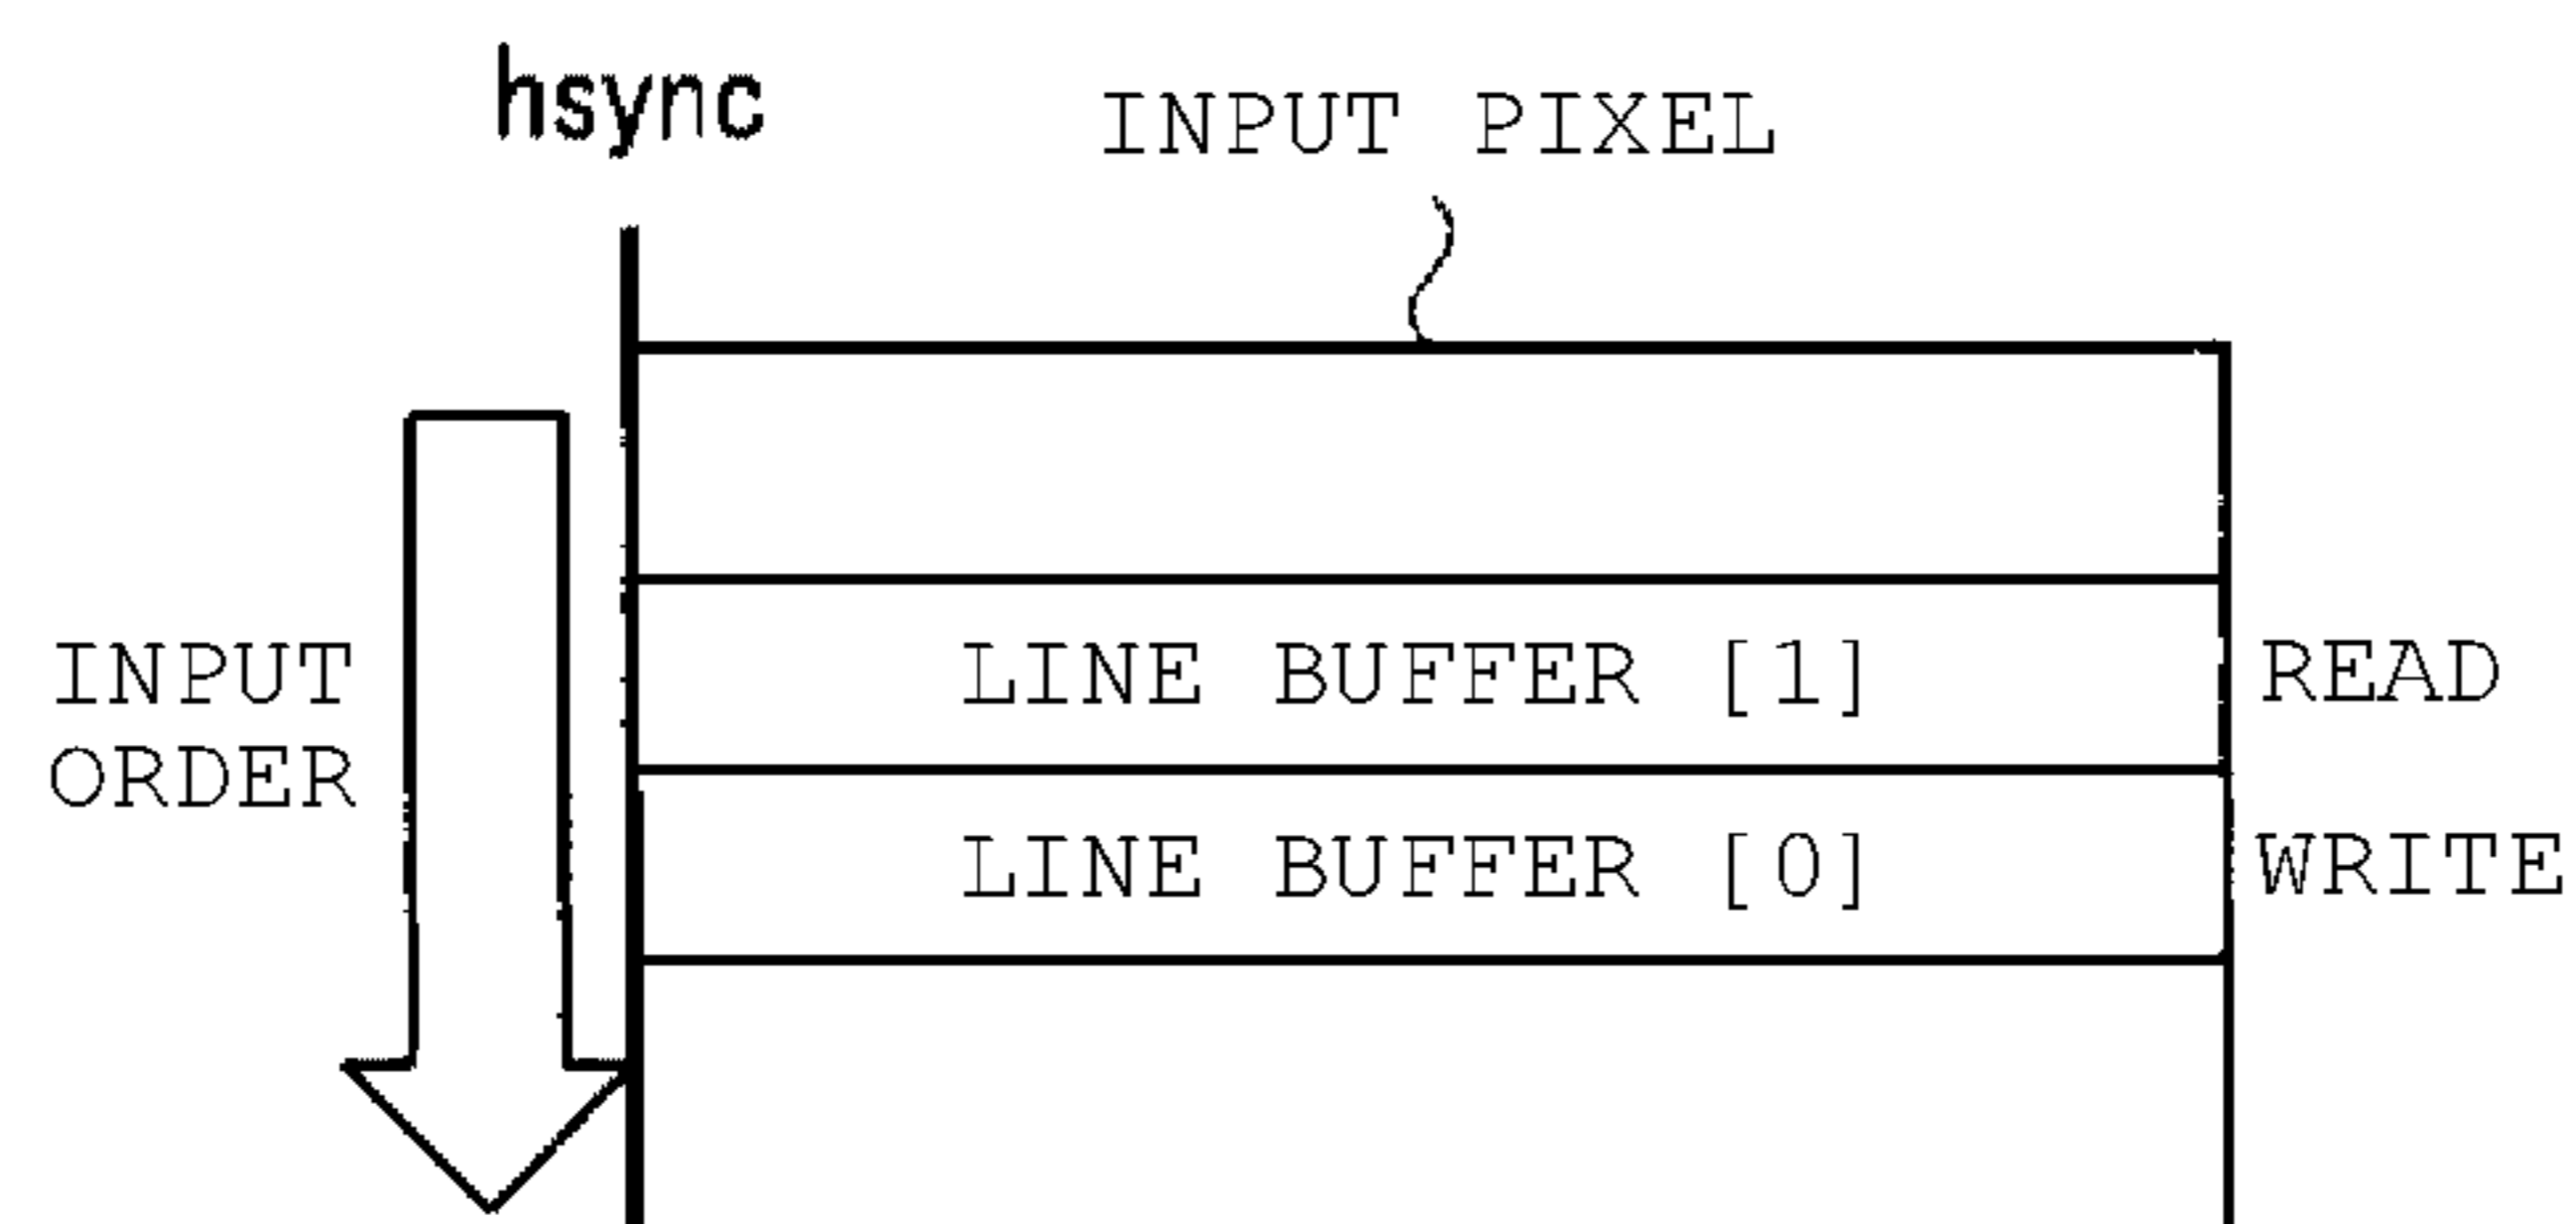 hsync
INPUT PIXEL
INPUT
ORDER
LINE BUFFER [1]
READ
LINE BUFFER [0]
WRITE